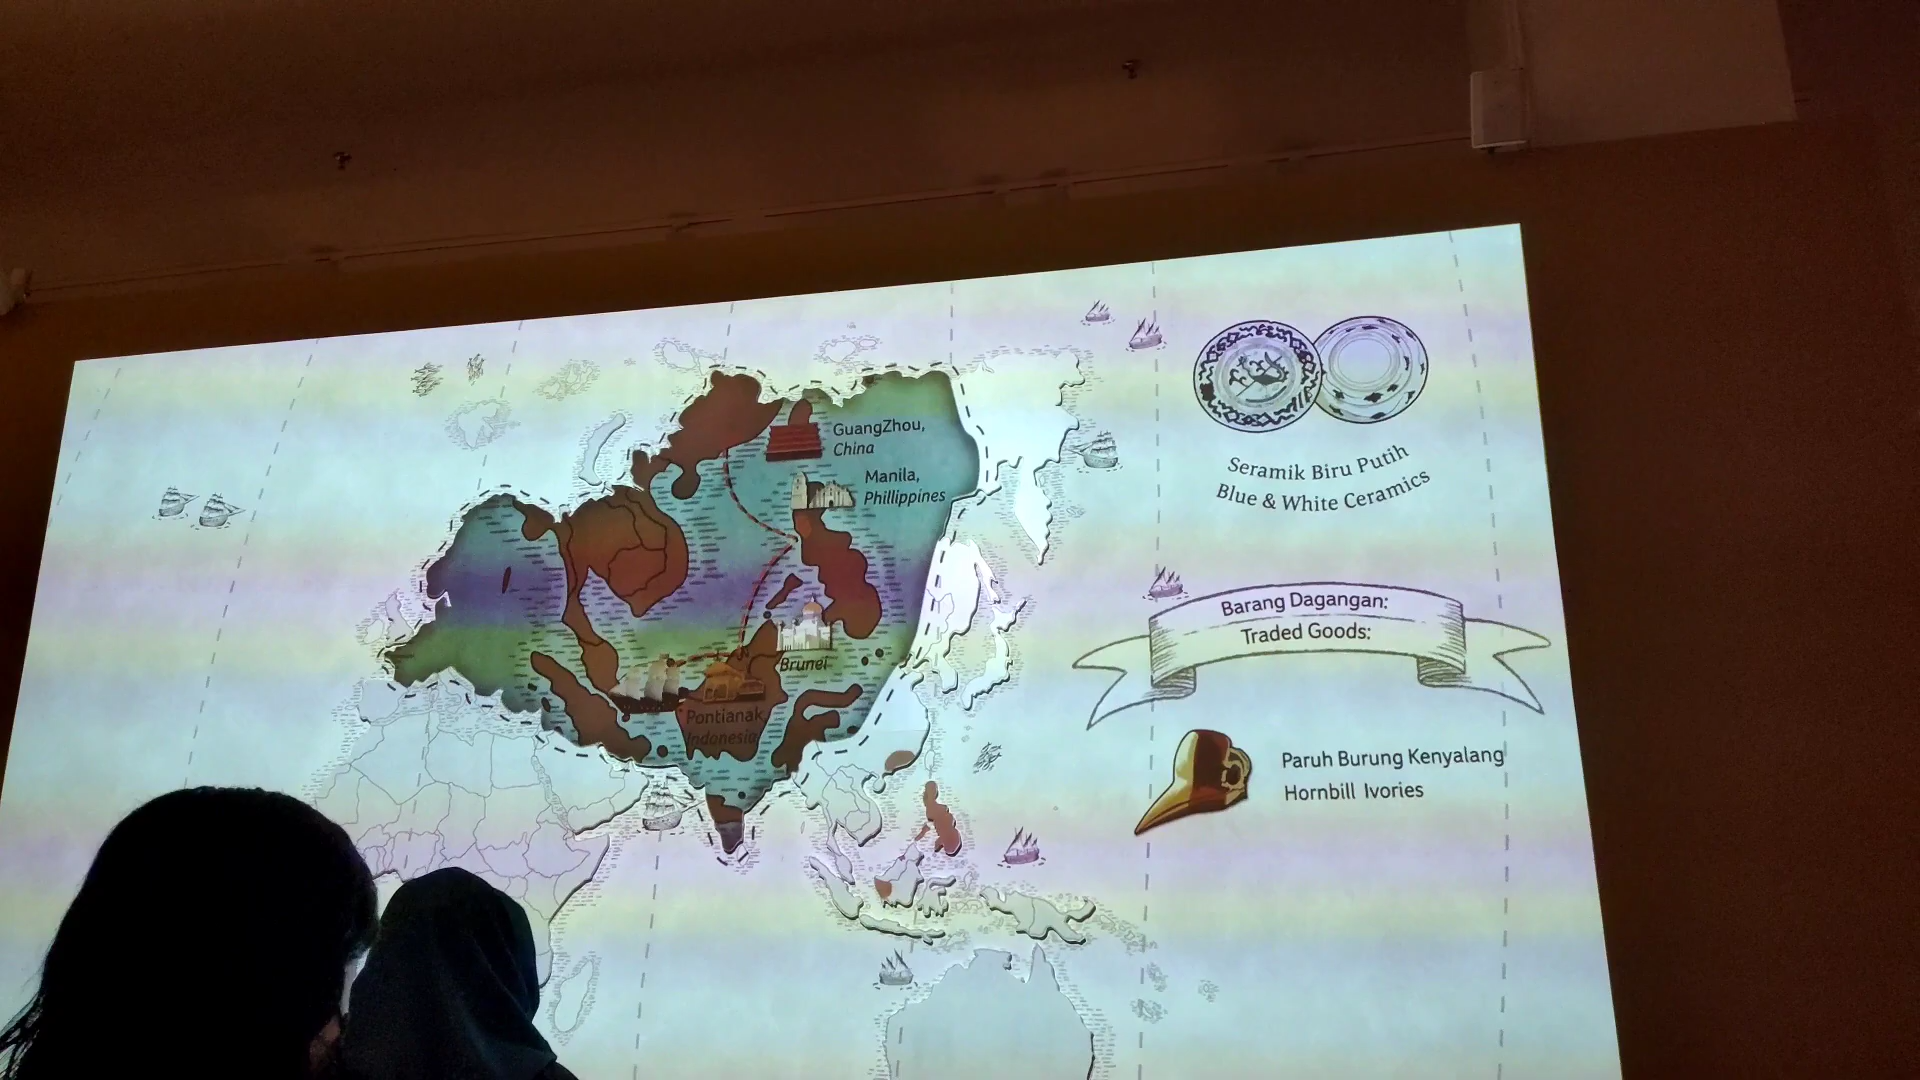 GuangZhou,
China
Manila,
Phillippines
Brunei
Pontianak,
Indonesia
Seramik Biru Putih
Blue & White Ceramics
Barang Dagangan:
Traded Goods:
Paruh Burung Kenyalang
Hornbill Ivories